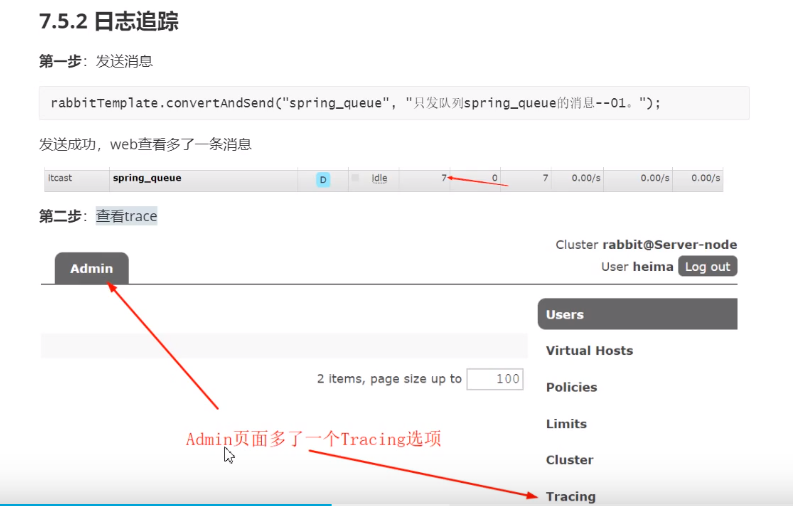 7.5.2 日志追踪
第一步：发送消息
rabbitTemplate.convertAndSend("spring_queue", "只发队列spring_queue的消息--01。");
发送成功，web查看多了一条消息
Itcast spring_queue D Idle 7 0 7 0.00/s 0.00/s 0.00/s
第二步：查看trace
Cluster rabbit@Server-node
User heima Log out
Admin
Users
Virtual Hosts
2 items, page size up to 100
Policies
Limits
Admin页面多了一个Tracing选项
Cluster
Tracing